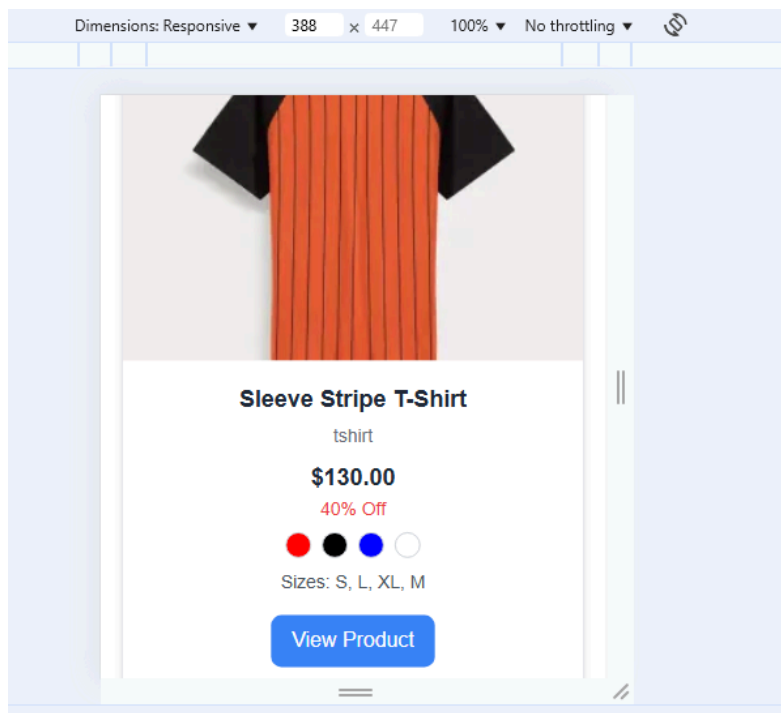 Dimensions: Responsive ▼ 388 × 447 100% ▼ No throttling ▼
Sleeve Stripe T-Shirt
tshirt
$130.00
40% Off
Sizes: S, L, XL, M
View Product